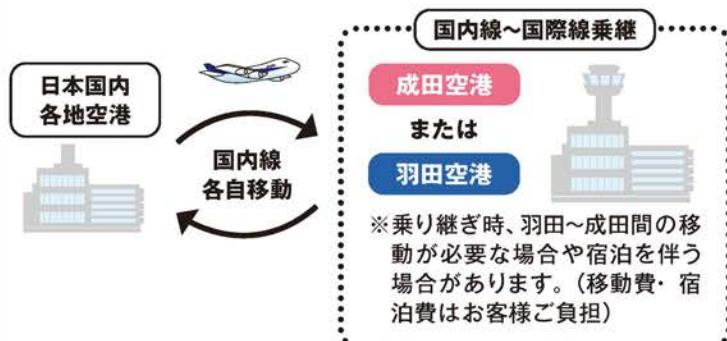 日本国内
各地空港
国内線
各自移動
国内線～国際線乗継
成田空港
または
羽田空港
※乗り継ぎ時、羽田～成田間の移
動が必要な場合や宿泊を伴う
場合があります。（移動費・宿
泊費はお客様ご負担）